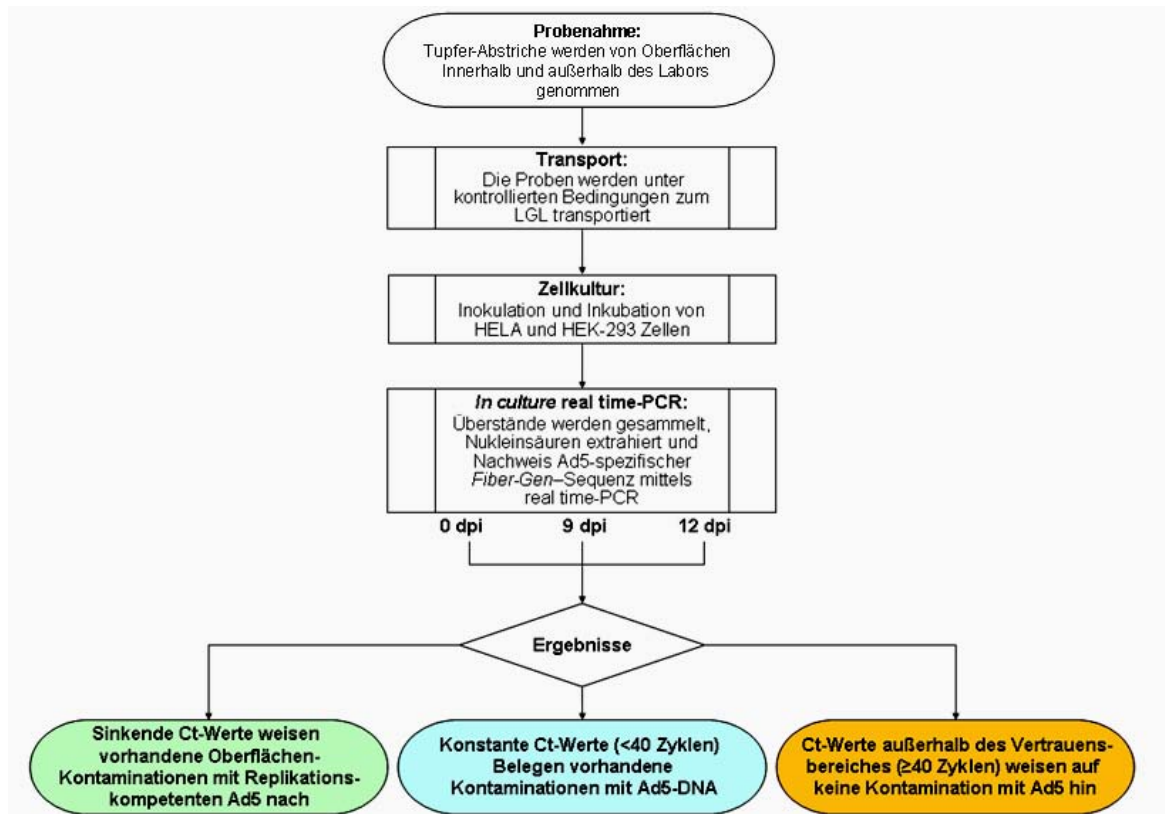 Probenahme:
Tupfer-Abstriche werden von Oberflächen
Innerhalb und außerhalb des Labors
genommen
Transport:
Die Proben werden unter
kontrollierten Bedingungen zum
LGL transportiert
Zellkultur:
Inokulation und Inkubation von
HELA und HEK-293 Zellen
In culture real time-PCR:
Überstände werden gesammelt,
Nukleinsäuren extrahiert und
Nachweis Ad5-spezifischer
Fiber-Gen–Sequenz mittels
real time-PCR
0 dpi 9 dpi 12 dpi
Ergebnisse
Sinkende Ct-Werte weisen
vorhandene Oberflächen-
Kontaminationen mit Replikations-
kompetenten Ad5 nach
Konstante Ct-Werte (<40 Zyklen)
Belegen vorhandene
Kontaminationen mit Ad5-DNA
Ct-Werte außerhalb des Vertrauens-
bereiches (≥40 Zyklen) weisen auf
keine Kontamination mit Ad5 hin